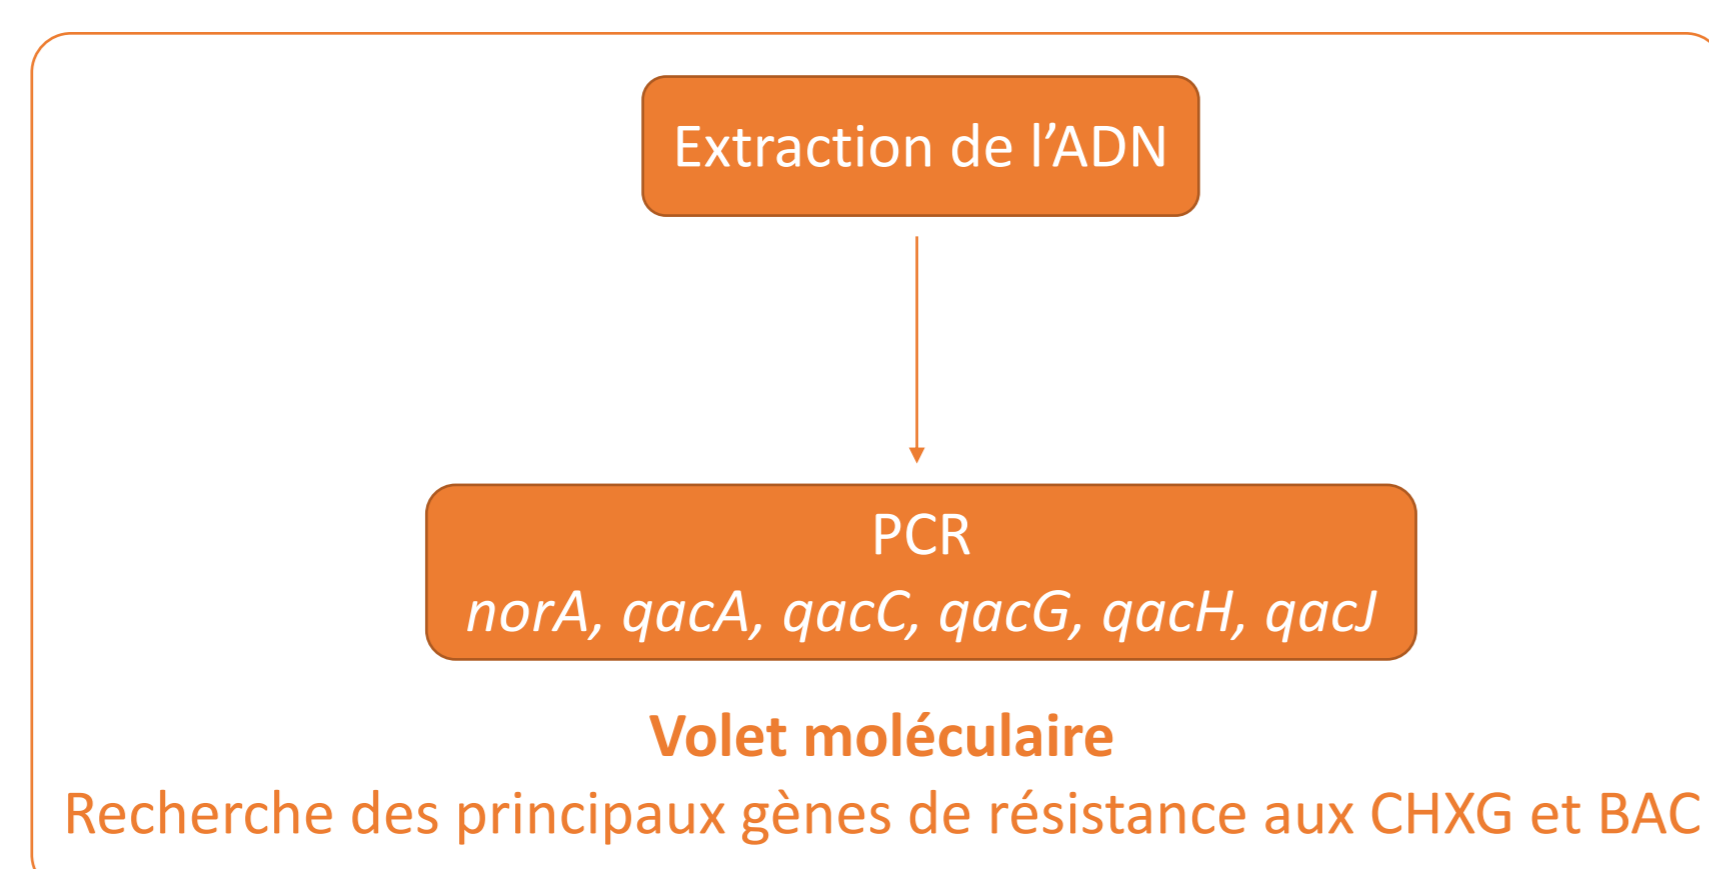 Extraction de l’ADN
PCR
norA, qacA, qacC, qacG, qacH, qacJ
Volet moléculaire
Recherche des principaux gènes de résistance aux CHXG et BAC